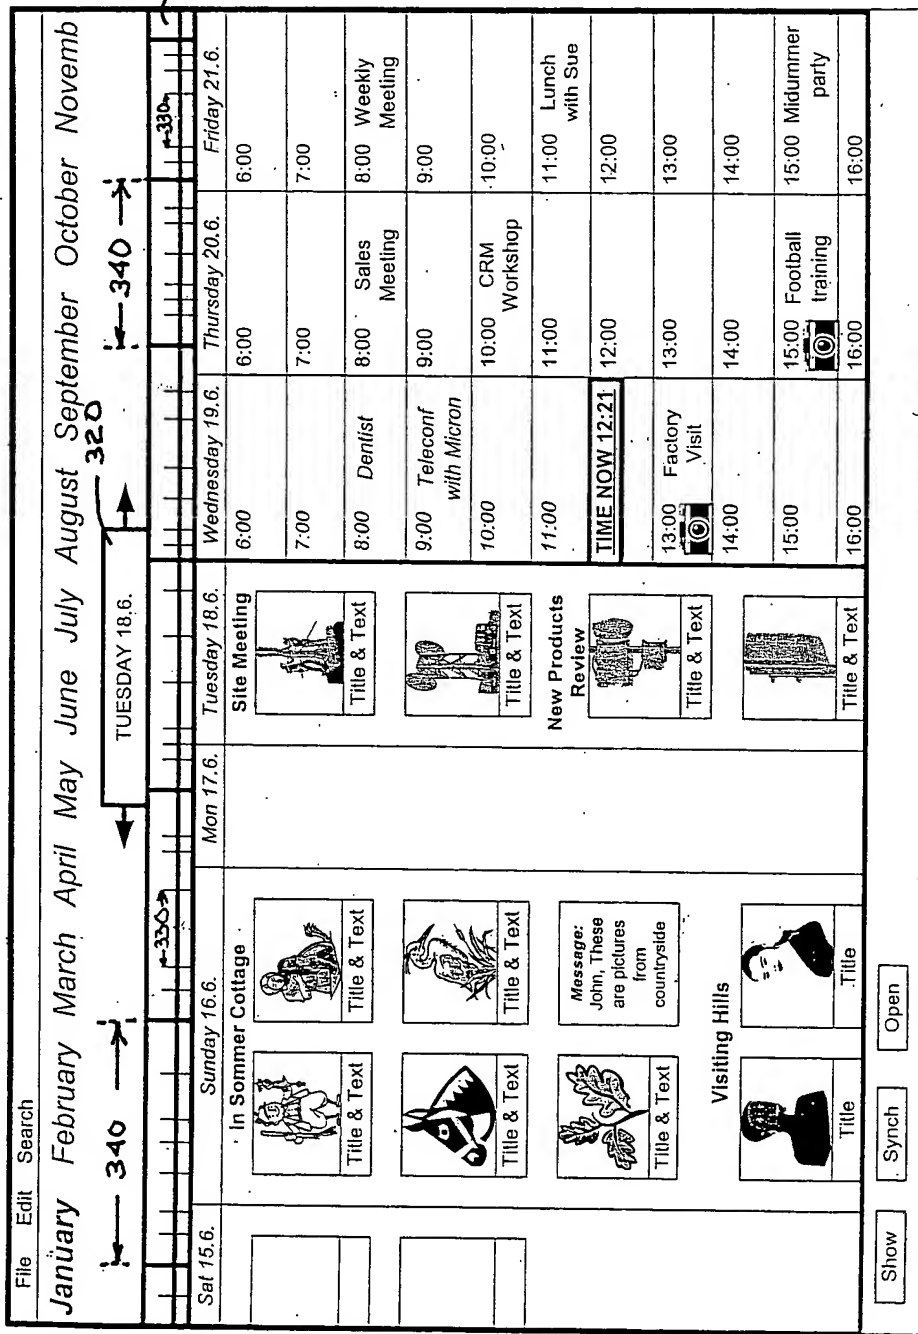 File Edit Search
January February March April May June July August September October Novemb
340
320
340
TUESDAY 18.6.
330
330
Sat 15.6.
Sunday 16.6.
Mon 17.6.
Tuesday 18.6.
Wednesday 19.6.
Thursday 20.6.
Friday 21.6.
In Sommer Cottage
Title & Text
Title & Text
Title & Text
Title & Text
Title & Text
Message:
John, These
are pictures
from
countryside
Visiting Hills
Title
Title
Site Meeting
Title & Text
Title & Text
New Products
Review
Title & Text
Title & Text
6:00
7:00
8:00 Dentist
9:00 Teleconf
with Micron
10:00
11:00
TIME NOW 12:21
13:00 Factory
Visit
14:00
15:00
16:00
6:00
7:00
8:00 Sales
Meeting
9:00
10:00 CRM
Workshop
11:00
12:00
13:00
14:00
15:00 Football
training
16:00
6:00
7:00
8:00 Weekly
Meeting
9:00
10:00
11:00 Lunch
with Sue
12:00
13:00
14:00
15:00 Midummer
party
16:00
Show
Synch
Open